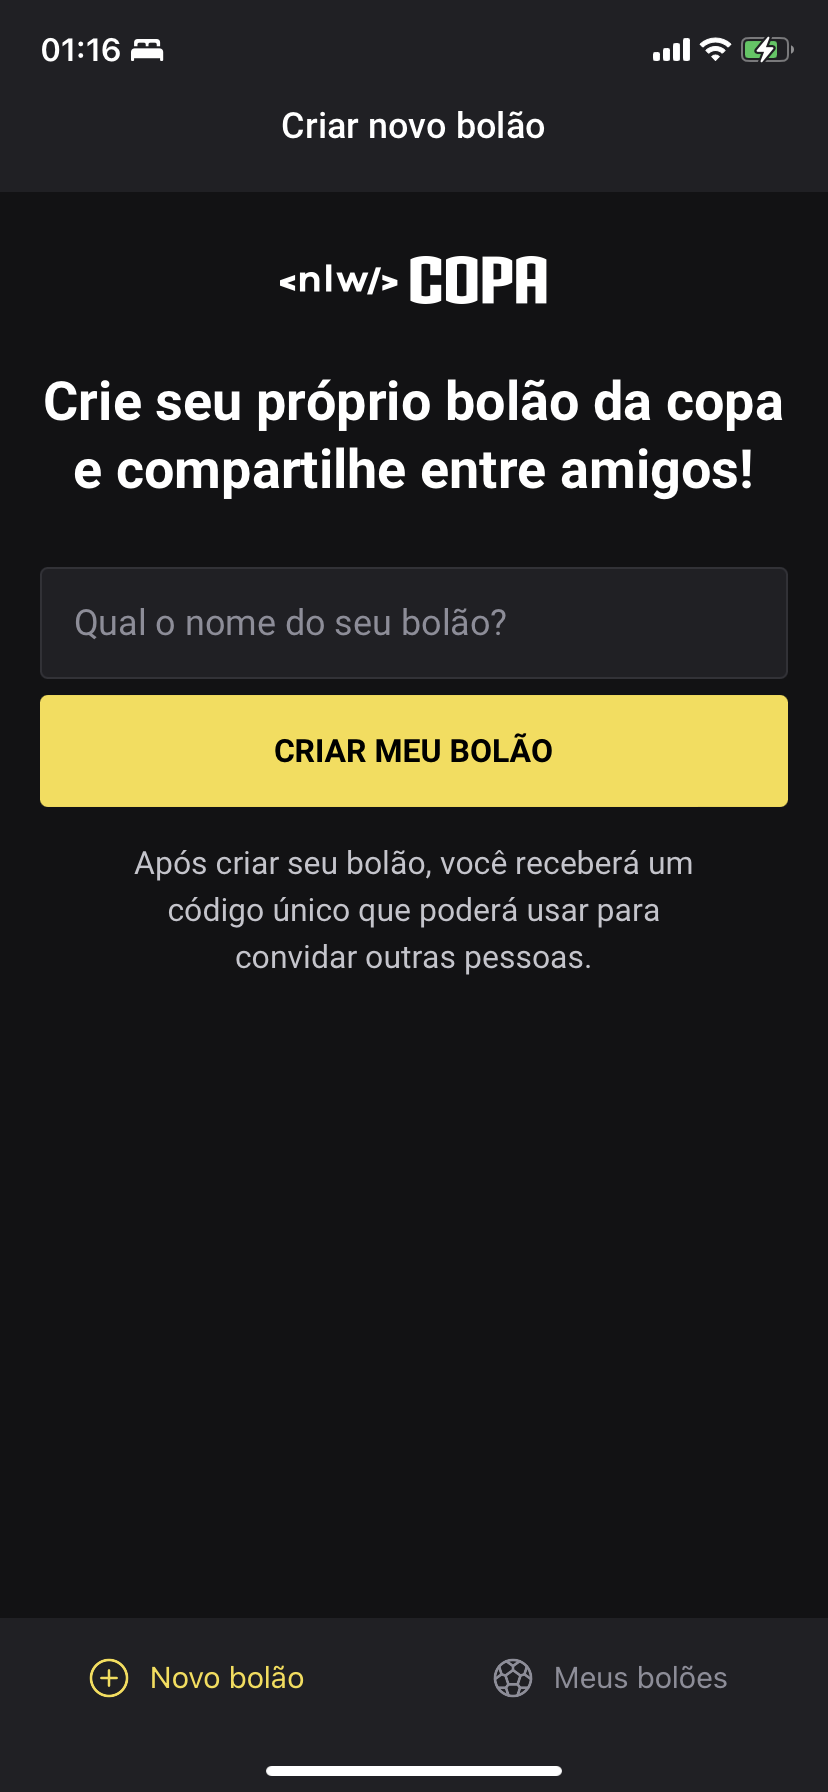 01:16
Criar novo bolão
<nlw/> COPA
Crie seu próprio bolão da copa
e compartilhe entre amigos!
Qual o nome do seu bolão?
CRIAR MEU BOLÃO
Após criar seu bolão, você receberá um
código único que poderá usar para
convidar outras pessoas.
Novo bolão
Meus bolões